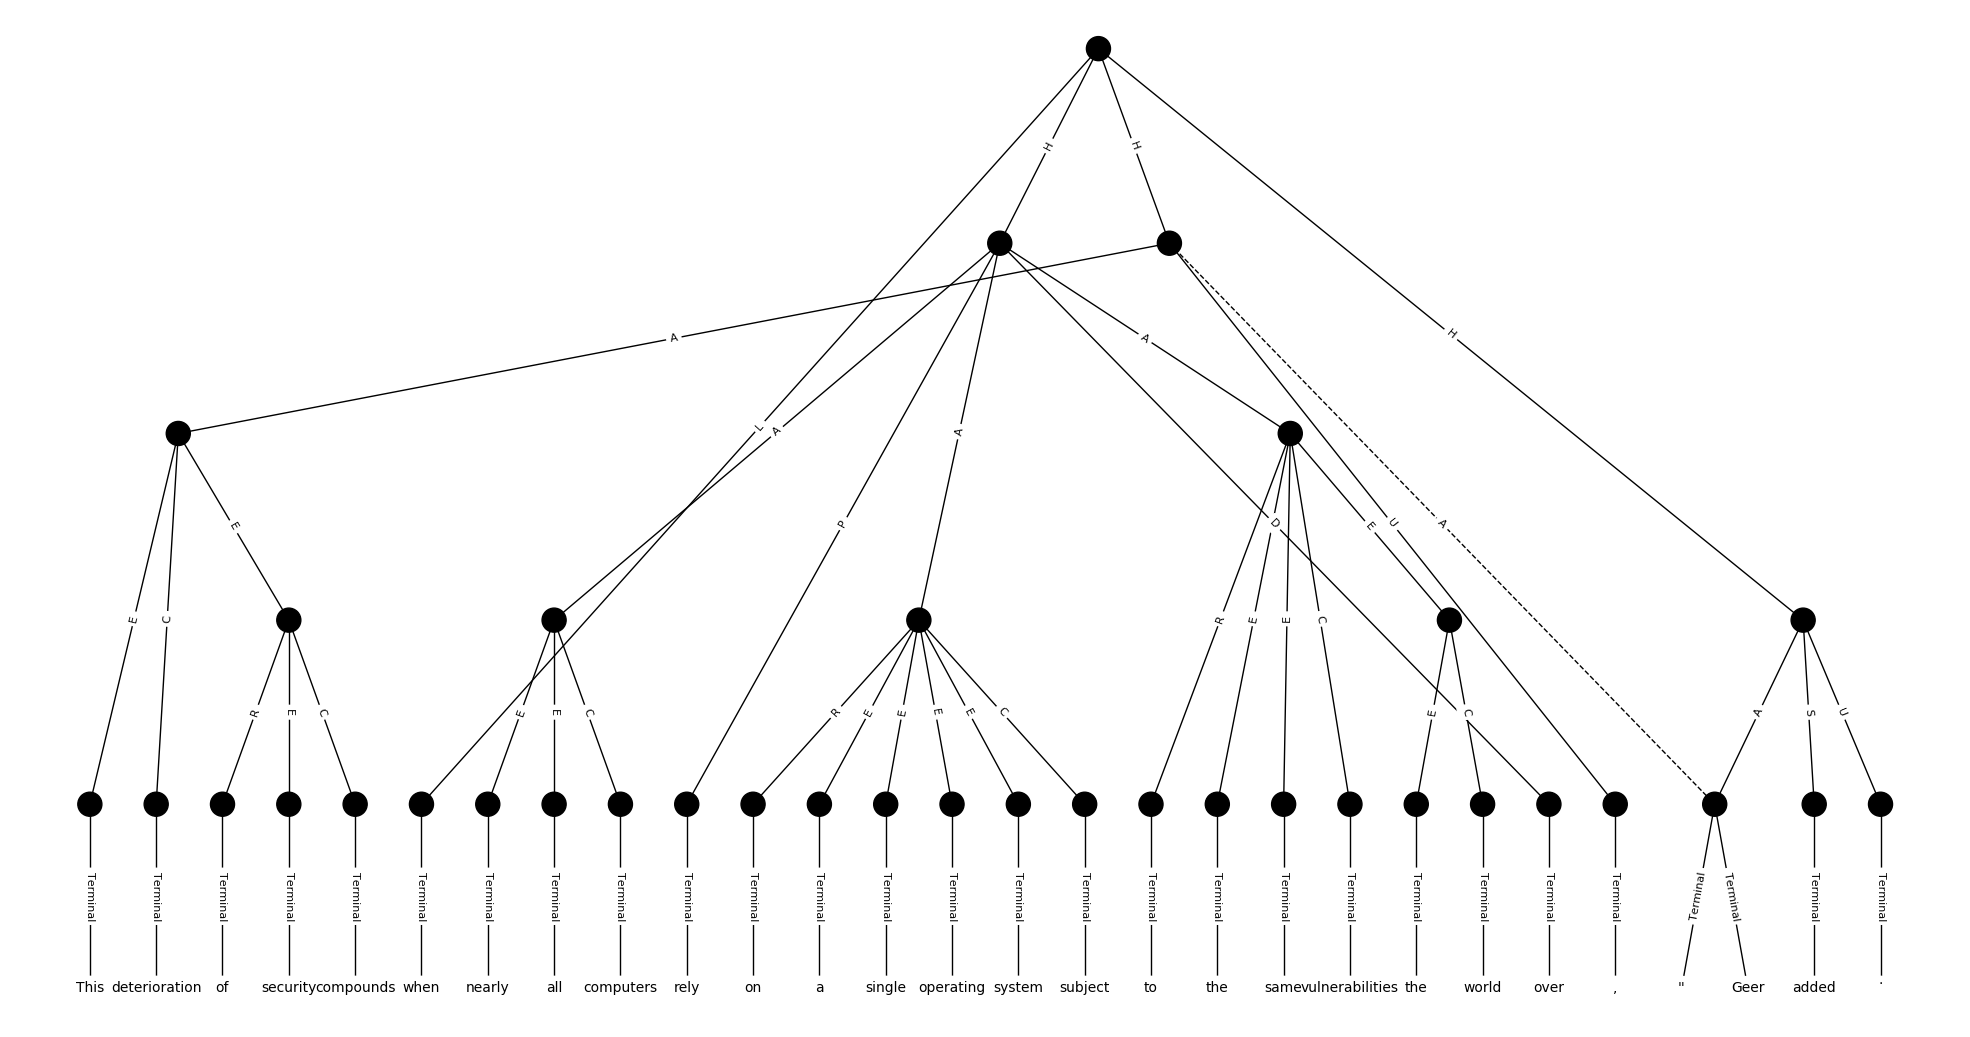 H H
A L A P A A D E U A H
E C E R E E C R E E E C E C A S U
R E C E E C R E E E E C
Terminal Terminal Terminal Terminal Terminal Terminal Terminal Terminal Terminal Terminal Terminal Terminal Terminal Terminal Terminal Terminal Terminal Terminal Terminal Terminal Terminal Terminal Terminal Terminal Terminal Terminal Terminal Terminal
This deterioration of security compounds when nearly all computers rely on a single operating system subject to the same vulnerabilities the world over , " Geer added .